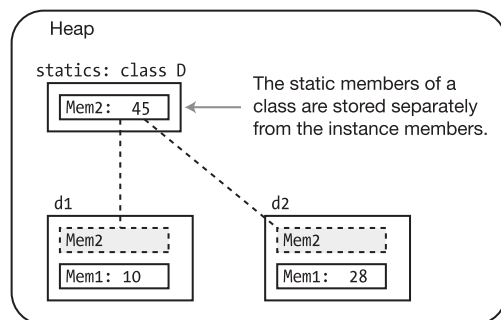 Heap
statics: class D
Mem2: 45
The static members of a
class are stored separately
from the instance members.
d1
Mem2
Mem1: 10
d2
Mem2
Mem1: 28